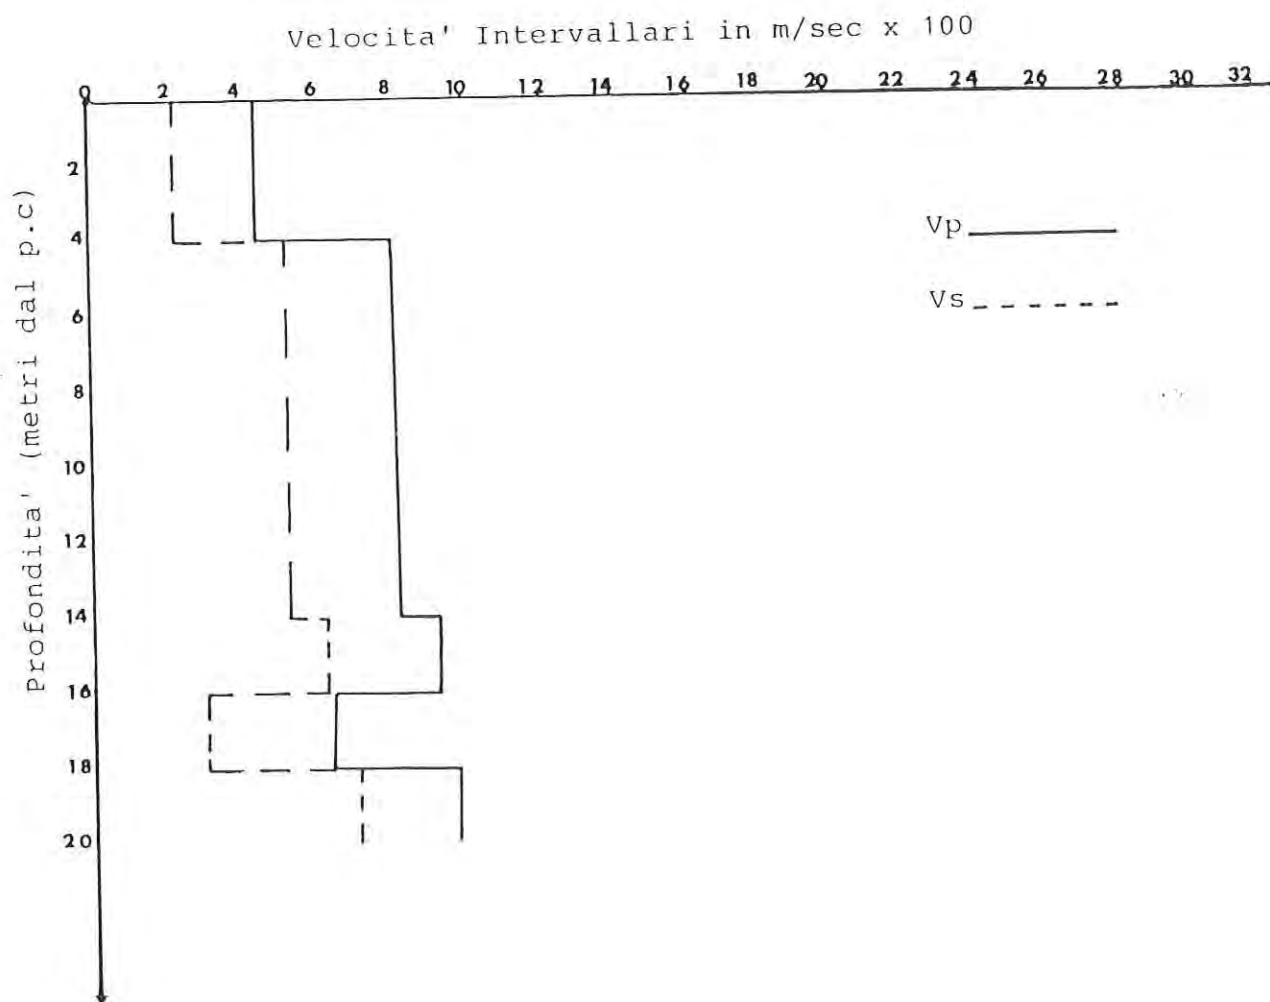 Velocita' Intervallari in m/sec x 100
0 2 4 6 8 10 12 14 16 18 20 22 24 26 28 30 32
Profondita' (metri dal p.c)
2
4
6
8
10
12
14
16
18
20
Vp
Vs